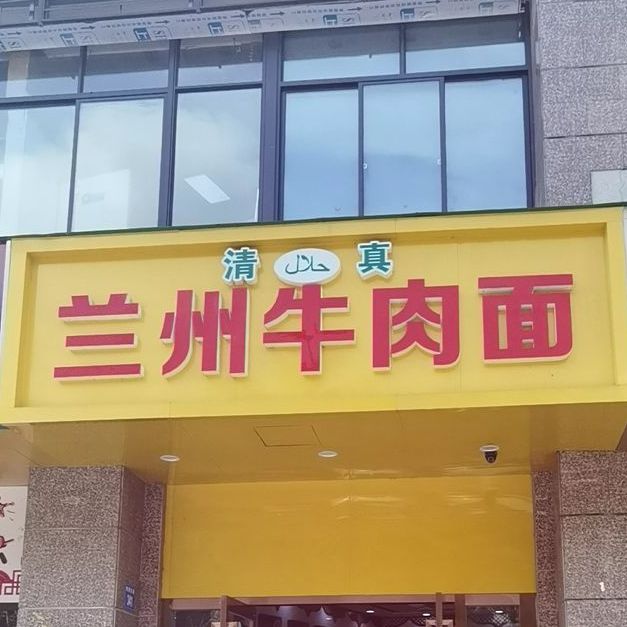 清 حلال 真
兰州牛肉面